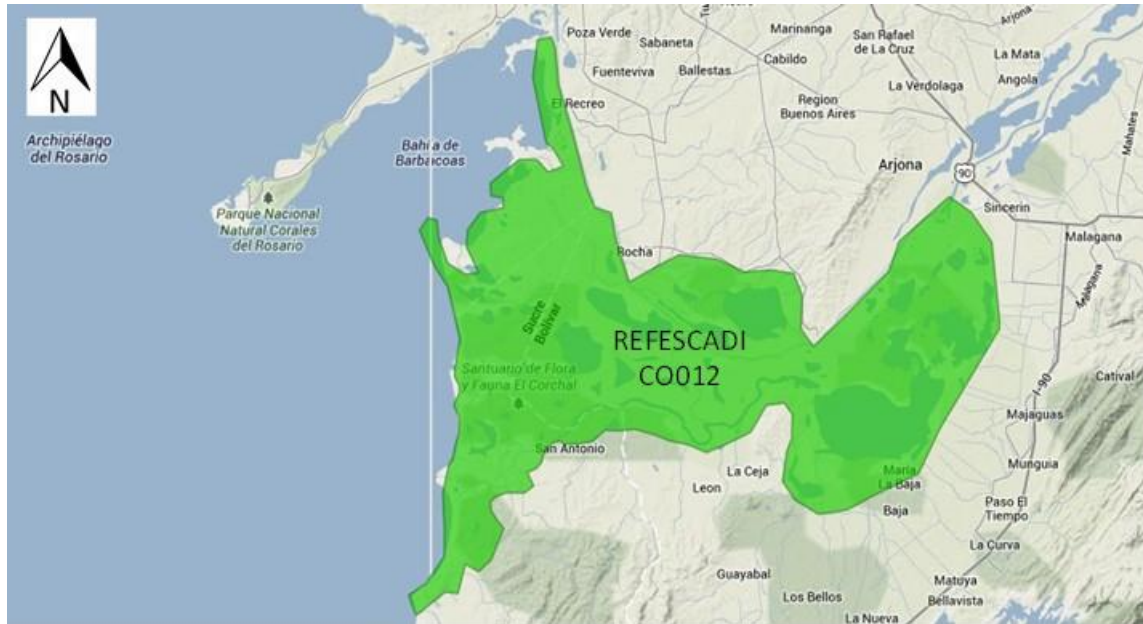 Poza Verde
Marinanga
Sabaneta
San Rafael
de La Cruz
Arjona
Cabildo
La Mata
Fuenteviva
Ballestas
Angola
La Verdolaga
N
El Recreo
Region
Buenos Aires
Mahates
Archipiélago
del Rosario
Bahía de
Barbacoas
Arjona
90
Parque Nacional
Natural Corales
del Rosario
Sincerin
Malagana
Rocha
Malagana
Sucre
Bolívar
REFESCADI
CO012
Santuario de Flora
y Fauna El Corchal
I-90
Catival
Majaguas
San Antonio
La Ceja
Maria
La Baja
Munguia
Leon
Baja
Paso El
Tiempo
La Curva
Guayabal
Matuya
Los Bellos
Bellavista
La Nueva